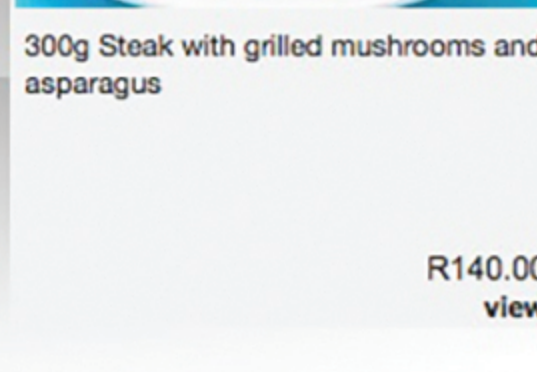 300g Steak with grilled mushrooms and
asparagus
R140.00
view